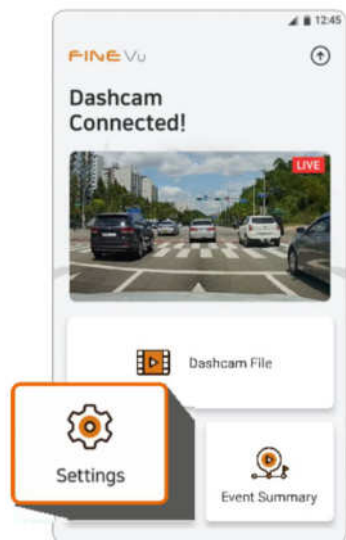 12:45
FINEVu
Dashcam
Connected!
LIVE
Dashcam File
Settings
Event Summary